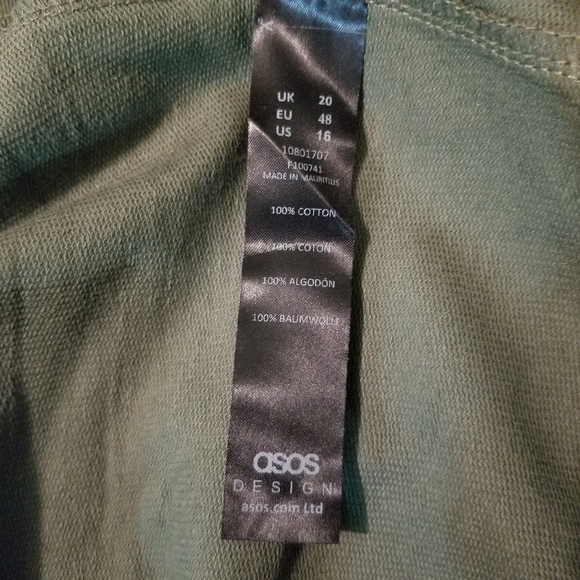 UK 20
EU 48
US 16
10801707
F100741
MADE IN MAURITIUS
100% COTTON
100% COTON
100% ALGODÓN
100% BAUMWOLLE
asos
DESIGN
asos.com Ltd